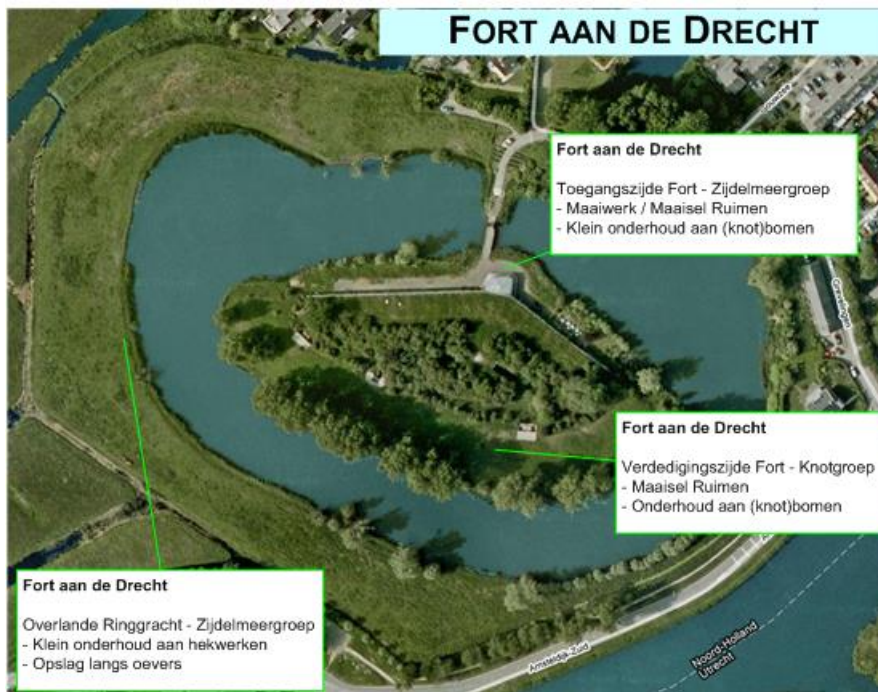 FORT AAN DE DRECHT
Fort aan de Drecht
Toegangszijde Fort - Zijdelmeergroep
- Maaiwerk / Maaisel Ruimen
- Klein onderhoud aan (knot)bomen
Grevelingen
Fort aan de Drecht
Verdedigingszijde Fort - Knotgroep
- Maaisel Ruimen
- Onderhoud aan (knot)bomen
Fort aan de Drecht
Overlande Ringgracht - Zijdelmeergroep
- Klein onderhoud aan hekwerken
- Opslag langs oevers
Amsteldijk-Zuid
Noord-Holland
Utrecht